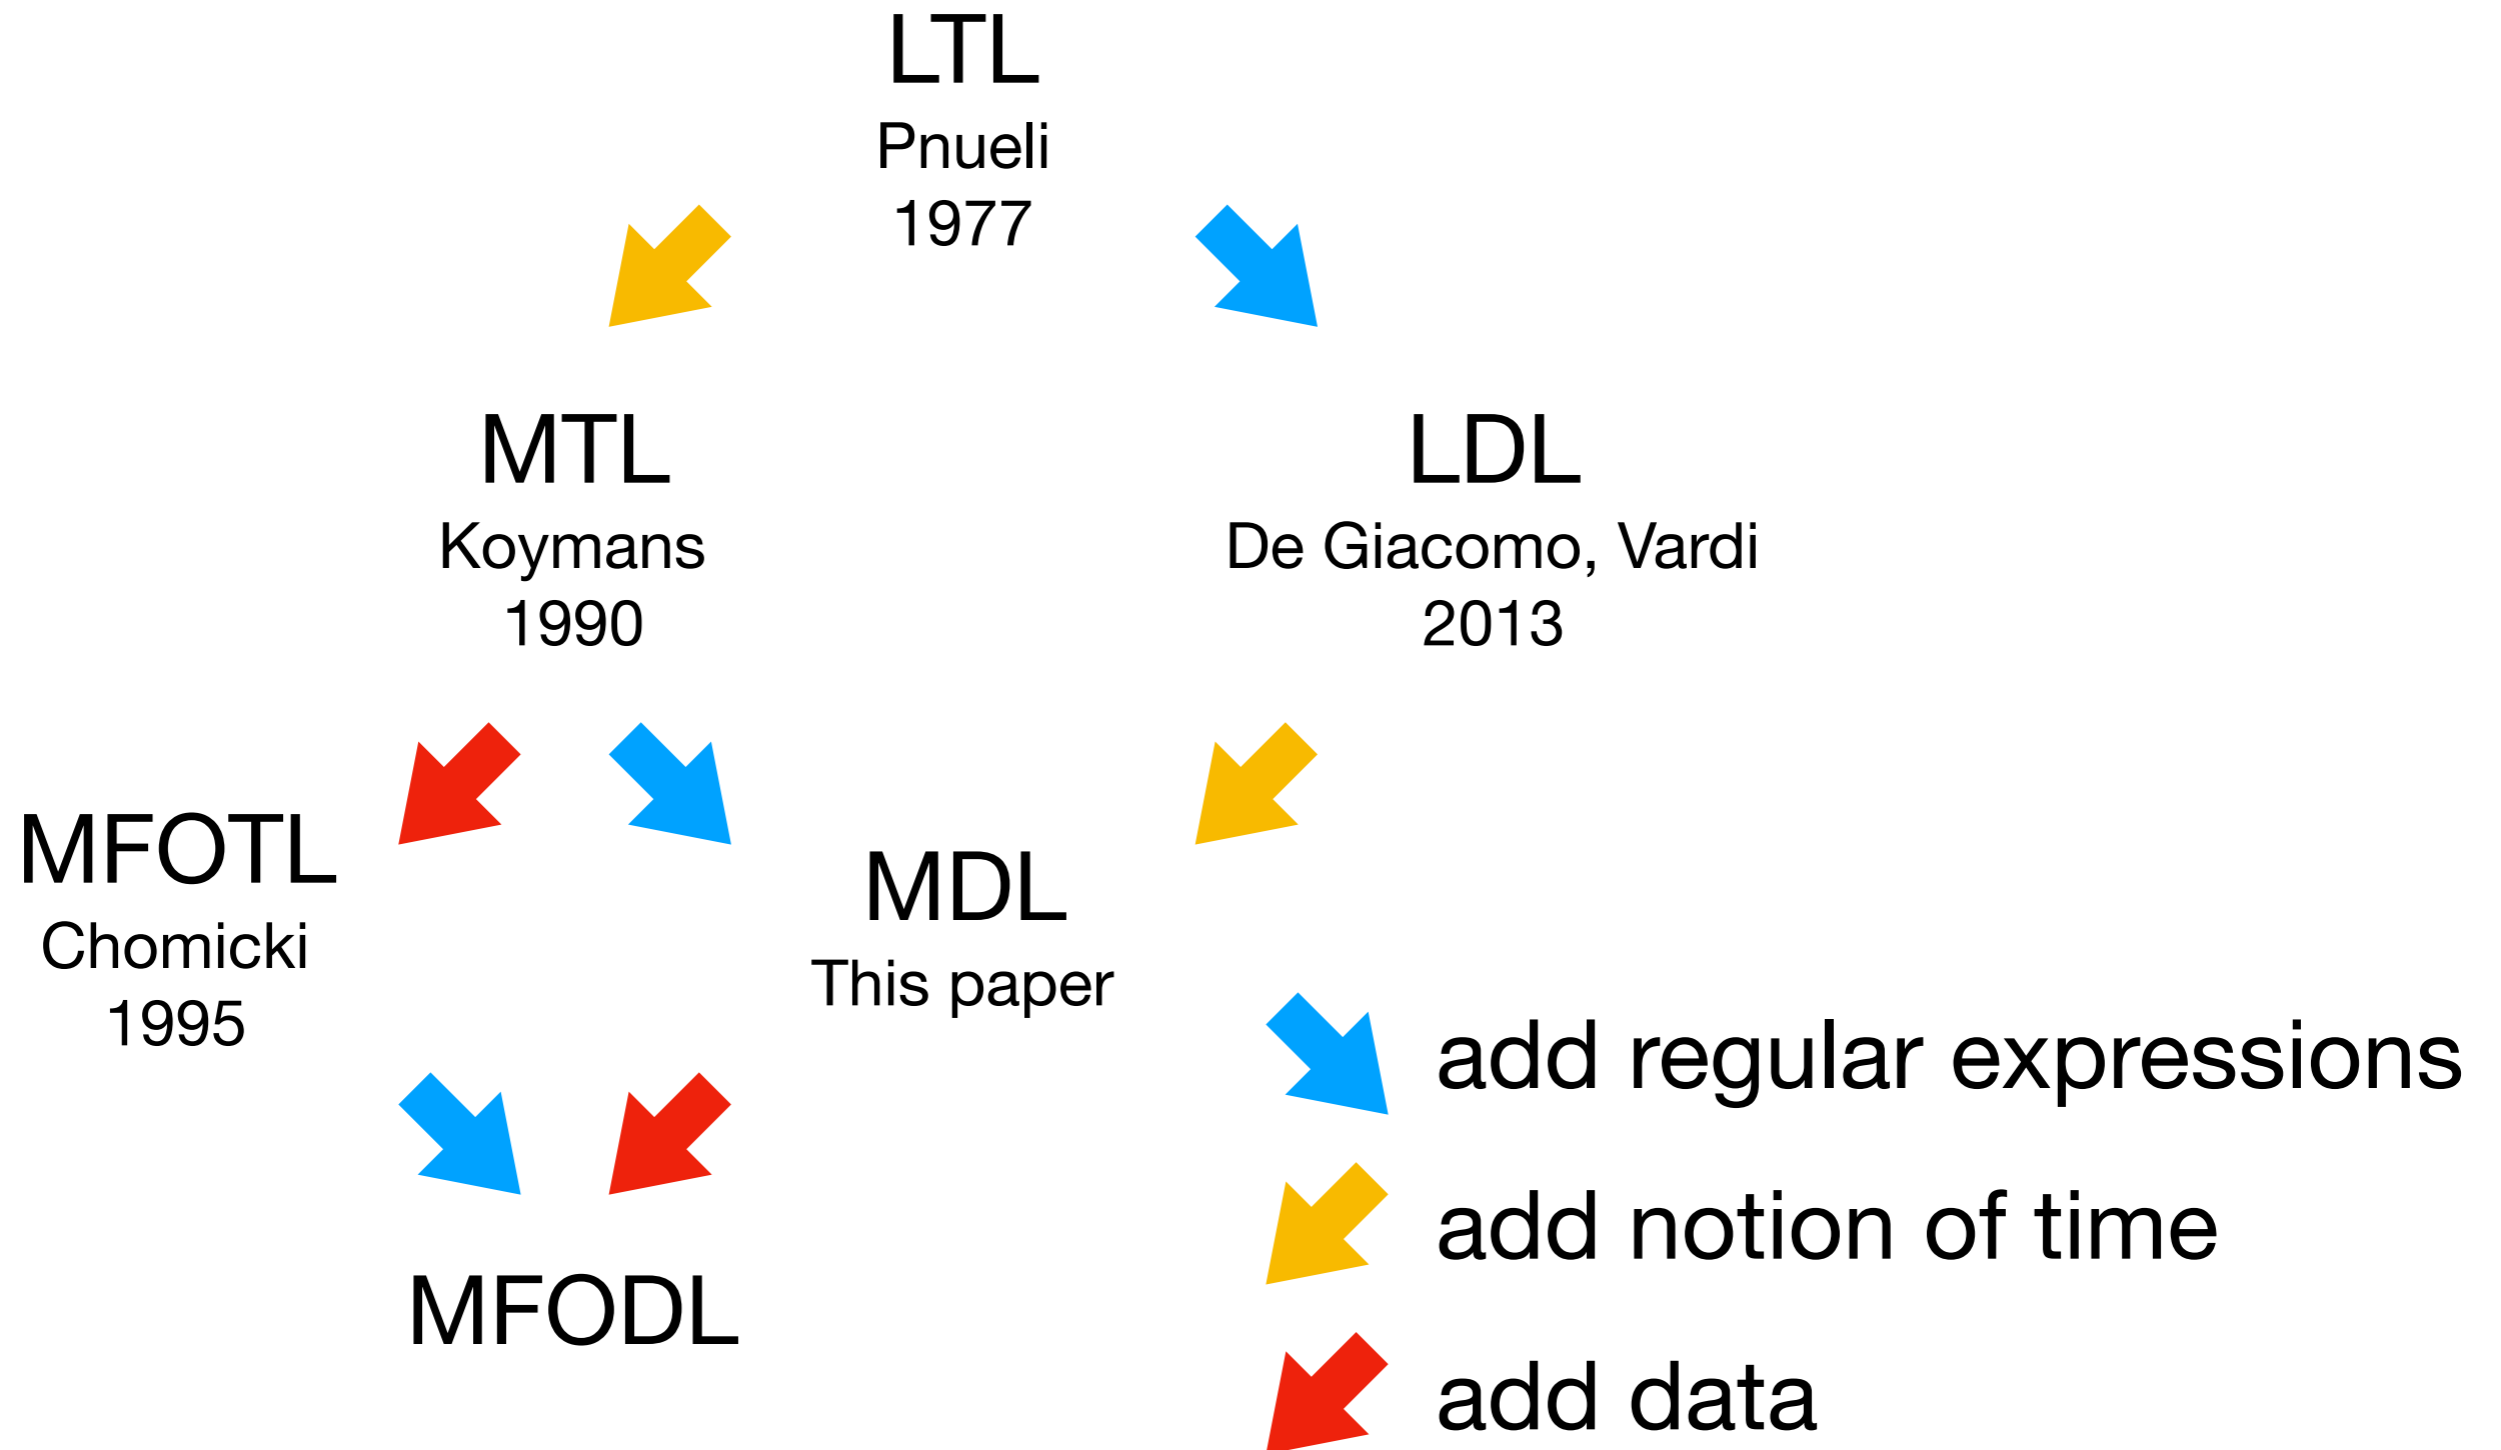 LTL
Pnueli
1977
MTL
Koymans
1990
LDL
De Giacomo, Vardi
2013
MFOTL
Chomicki
1995
MDL
This paper
MFODL
add regular expressions
add notion of time
add data